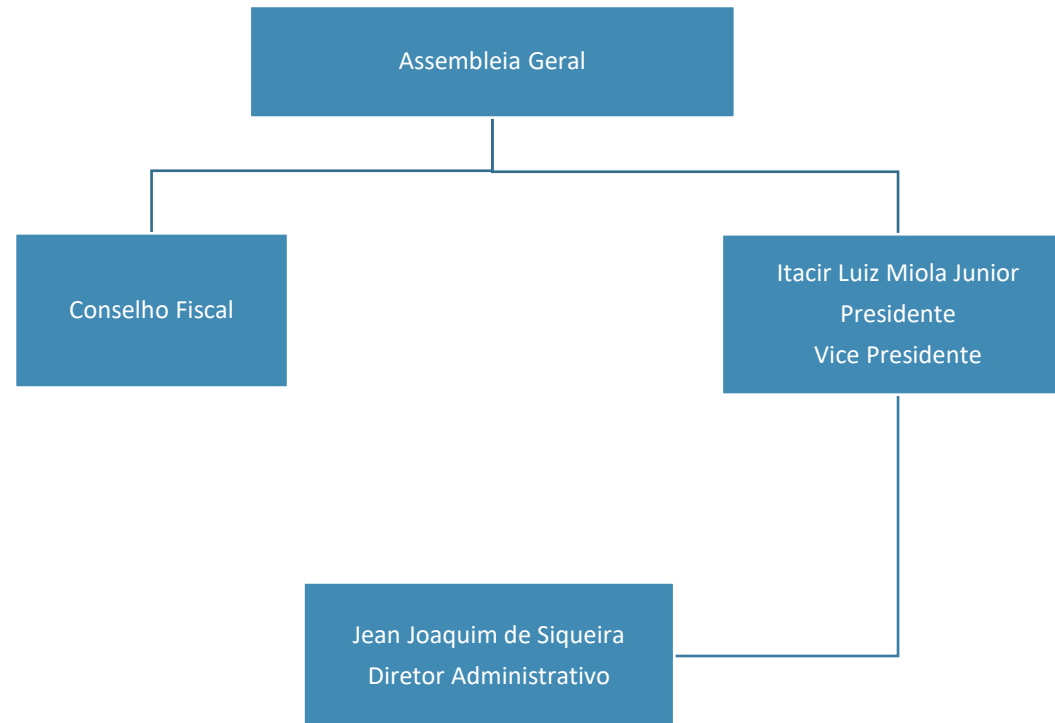 Assembleia Geral
Conselho Fiscal
Itacir Luiz Miola Junior
Presidente
Vice Presidente
Jean Joaquim de Siqueira
Diretor Administrativo